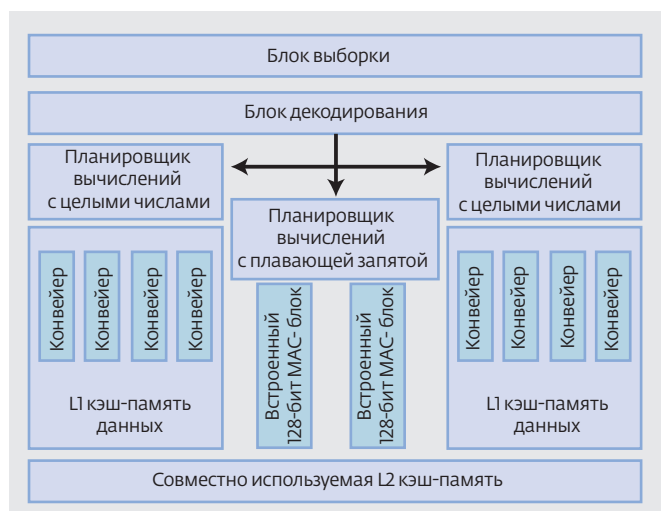 Блок выборки
Блок декодирования
Планировщик
вычислений
с целыми числами
Планировщик
вычислений
с плавающей запятой
Планировщик
вычислений
с целыми числами
Конвейер
Конвейер
Конвейер
Конвейер
L1 кэш-память
данных
Встроенный
128-бит MAC- блок
Встроенный
128-бит MAC- блок
Конвейер
Конвейер
Конвейер
Конвейер
L1 кэш-память
данных
Совместно используемая L2 кэш-память